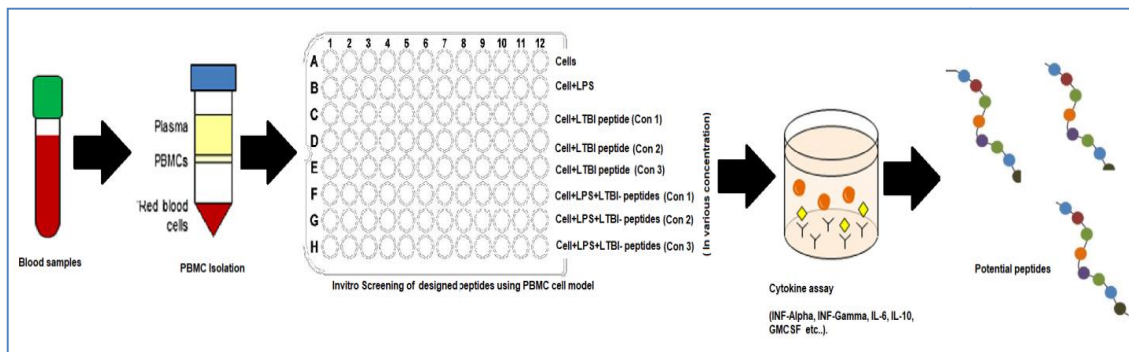 Blood samples
Plasma
PBMCs
Red blood
cells
PBMC Isolation
1 2 3 4 5 6 7 8 9 10 11 12
A Cells
B Cell+LPS
C Cell+LTBI peptide (Con 1)
D Cell+LTBI peptide (Con 2)
E Cell+LTBI peptide (Con 3)
F Cell+LPS+LTBI- peptides (Con 1)
G Cell+LPS+LTBI- peptides (Con 2)
H Cell+LPS+LTBI- peptides (Con 3)
( In various concentration)
Invitro Screening of designed peptides using PBMC cell model
Cytokine assay
(INF-Alpha, INF-Gamma, IL-6, IL-10,
GMCSF etc..).
Potential peptides